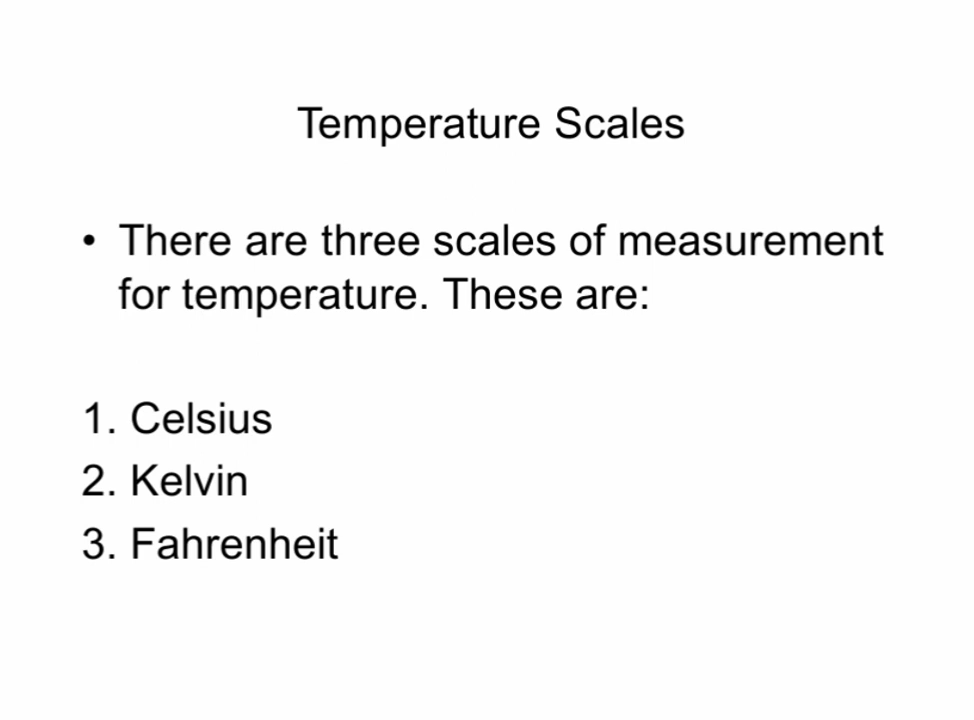 Temperature Scales
• There are three scales of measurement
for temperature. These are:
1. Celsius
2. Kelvin
3. Fahrenheit